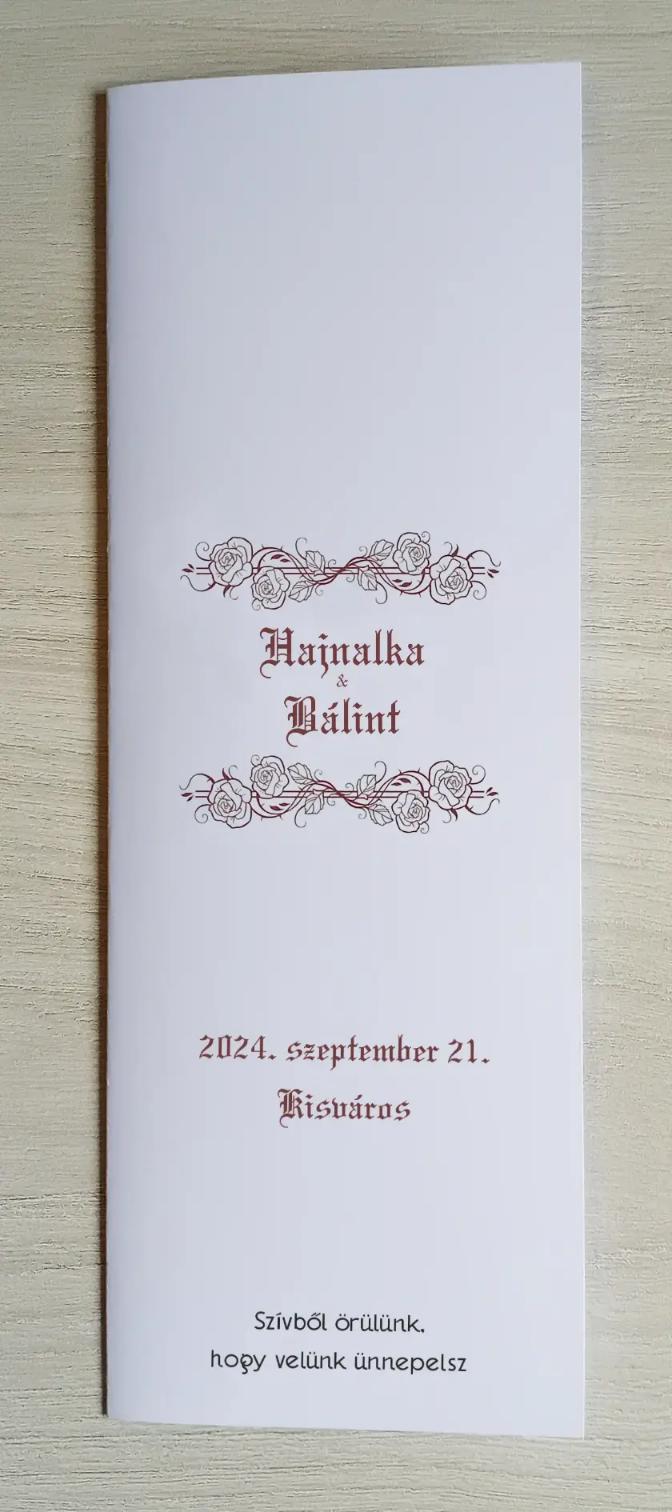 Hajnalka
&
Bálint
2024. szeptember 21.
Kisváros
Szívből örülünk,
hogy velünk ünnepelsz